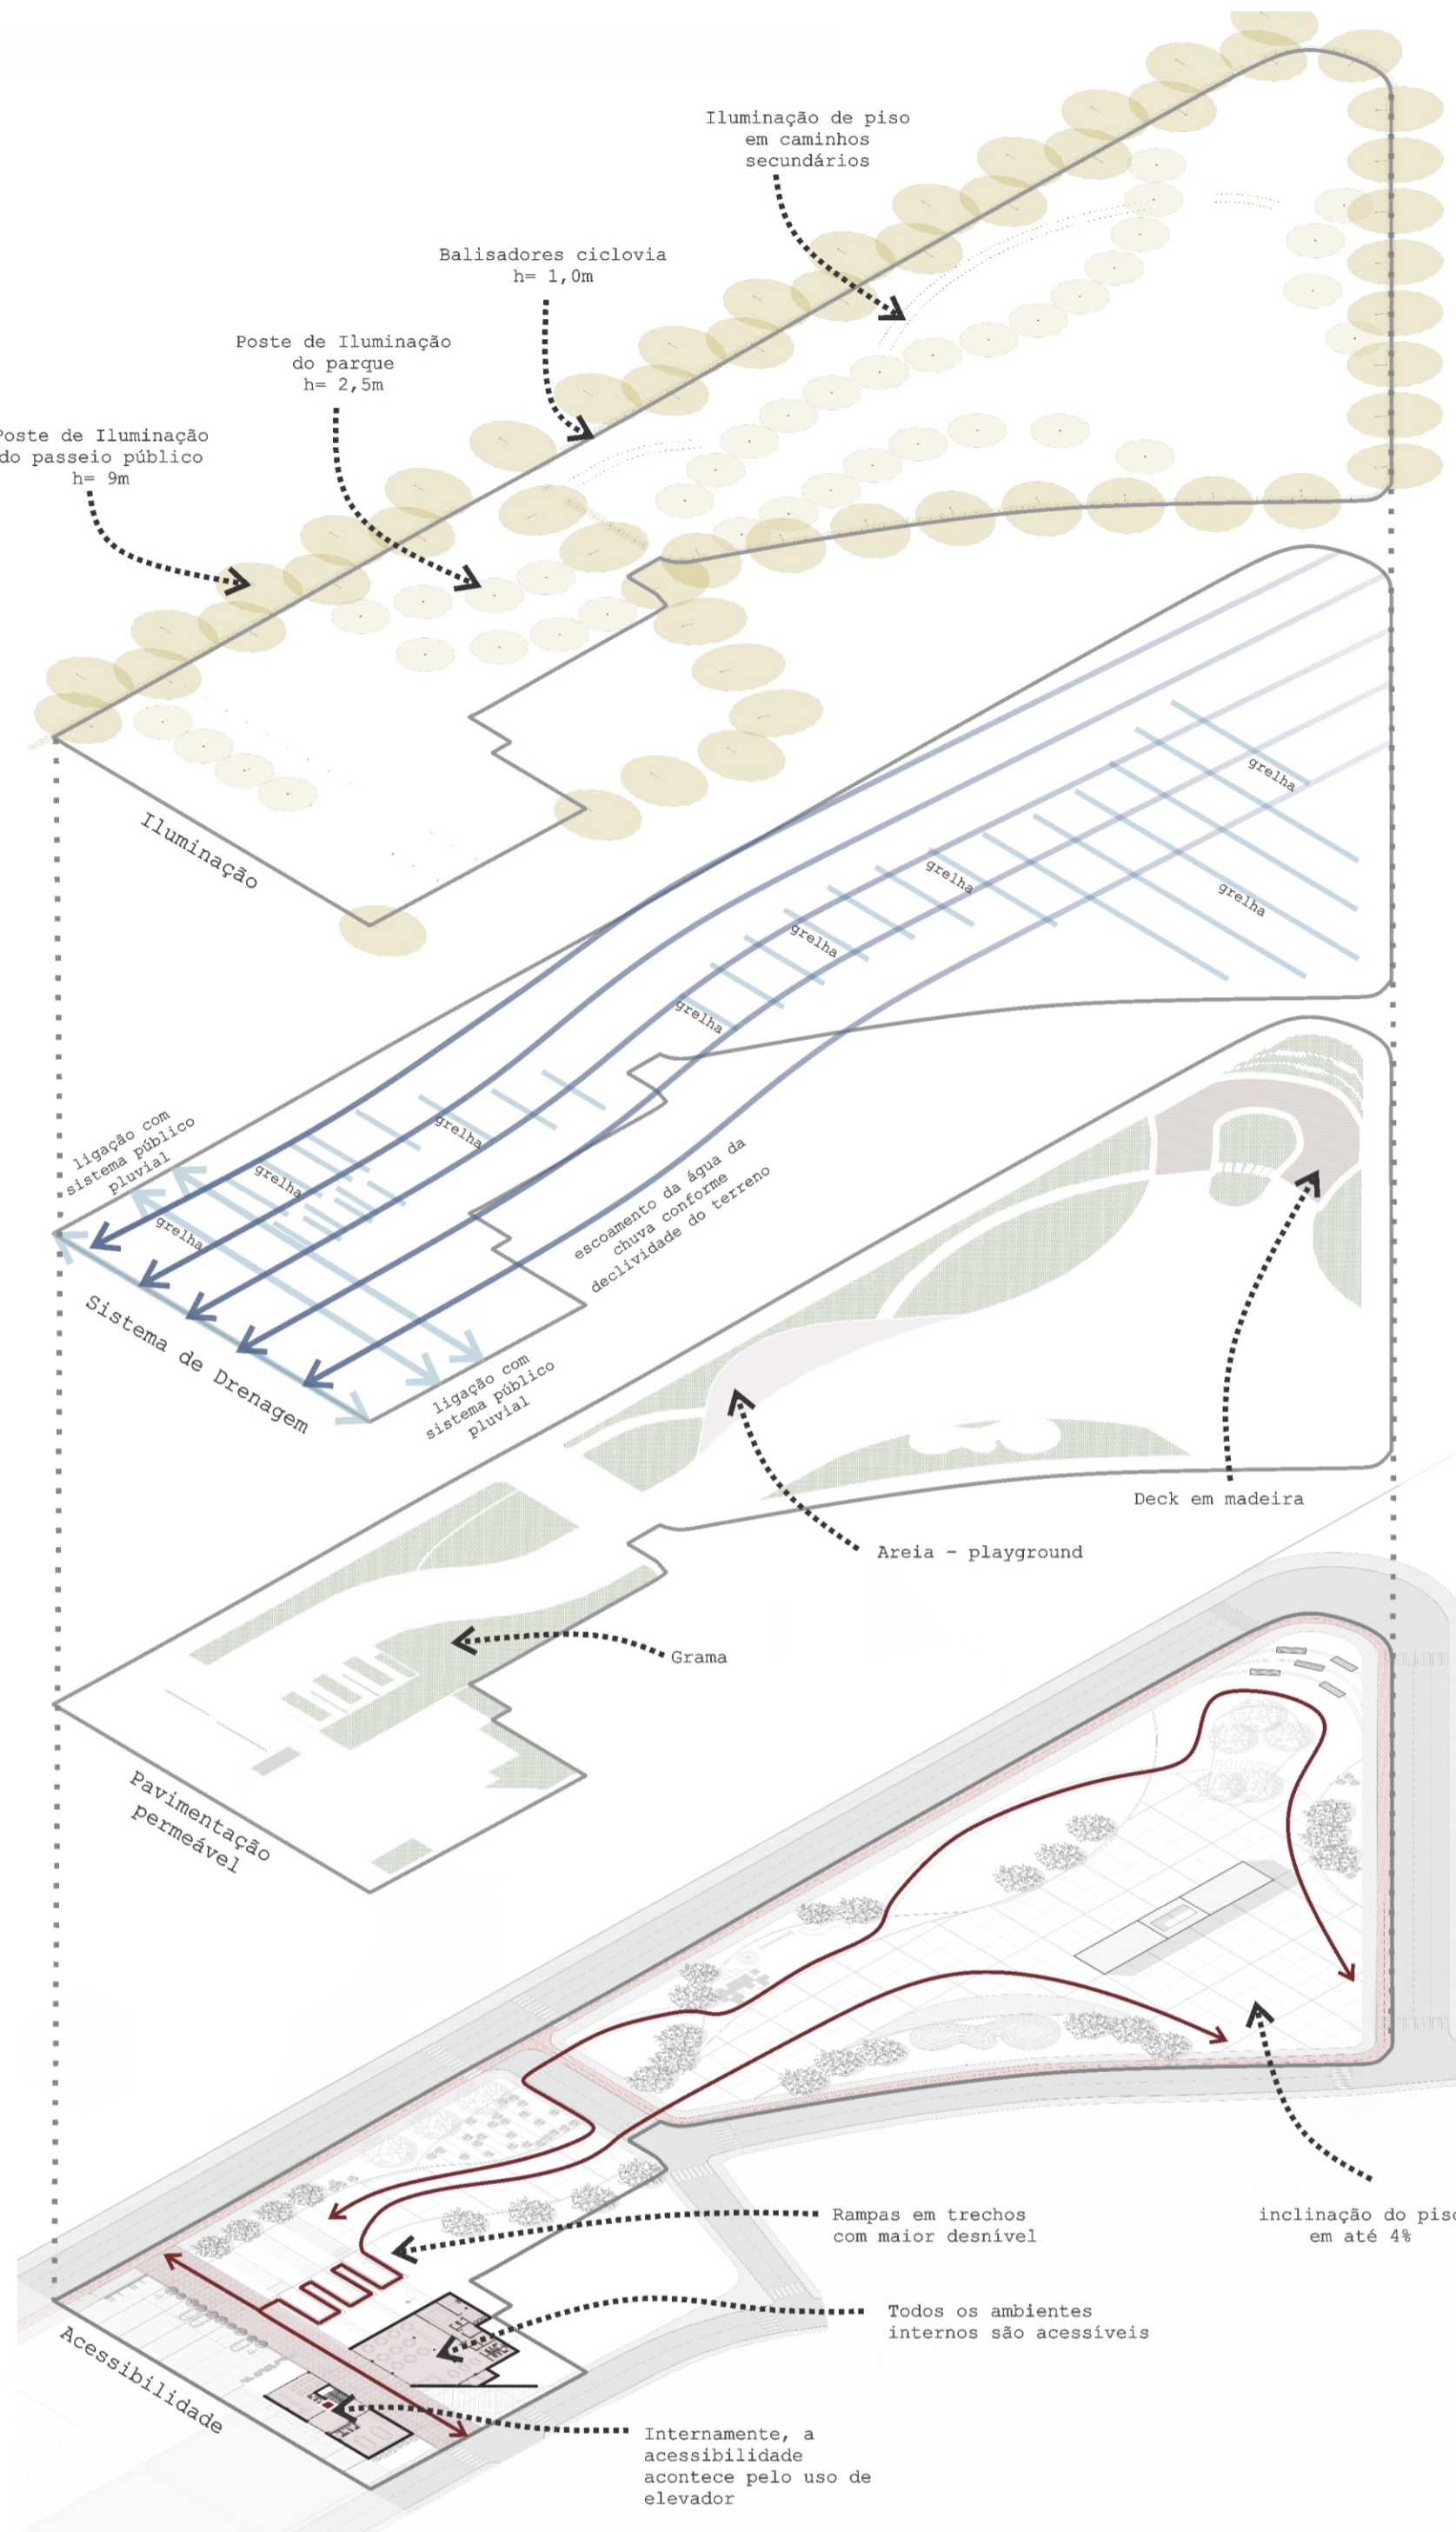 Iluminação de piso
em caminhos
secundários
Balisadores ciclovia
h= 1,0m
Poste de Iluminação
do parque
h= 2,5m
Poste de Iluminação
do passeio público
h= 9m
Iluminação
grelha
grelha
grelha
grelha
grelha
grelha
grelha
grelha
ligação com
sistema público
pluvial
escoamento da água da
chuva conforme
declividade do terreno
Sistema de Drenagem
ligação com
sistema público
pluvial
Deck em madeira
Areia - playground
Grama
Pavimentação
permeável
Rampas em trechos
com maior desnível
inclinação do piso
em até 4%
Todos os ambientes
internos são acessíveis
Acessibilidade
Internamente, a
acessibilidade
acontece pelo uso de
elevador